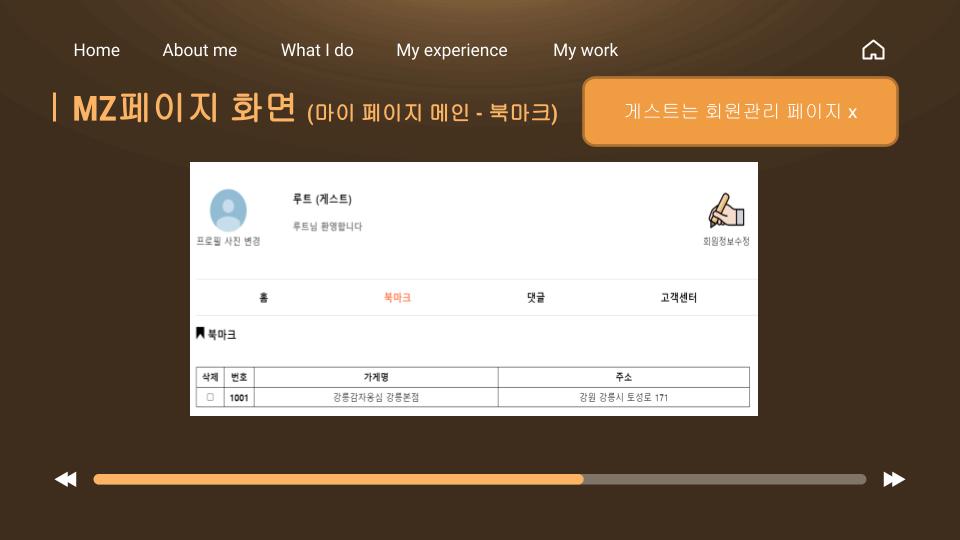 Home About me What I do My experience My work
MZ페이지 화면 (마이 페이지 메인 - 북마크)
게스트는 회원관리 페이지 x
루트 (게스트)
루트님 환영합니다
프로필 사진 변경
회원정보수정
홈 북마크 댓글 고객센터
북마크
삭제 번호 가게명 주소
1001 강릉감자옹심 강릉본점 강원 강릉시 토성로 171